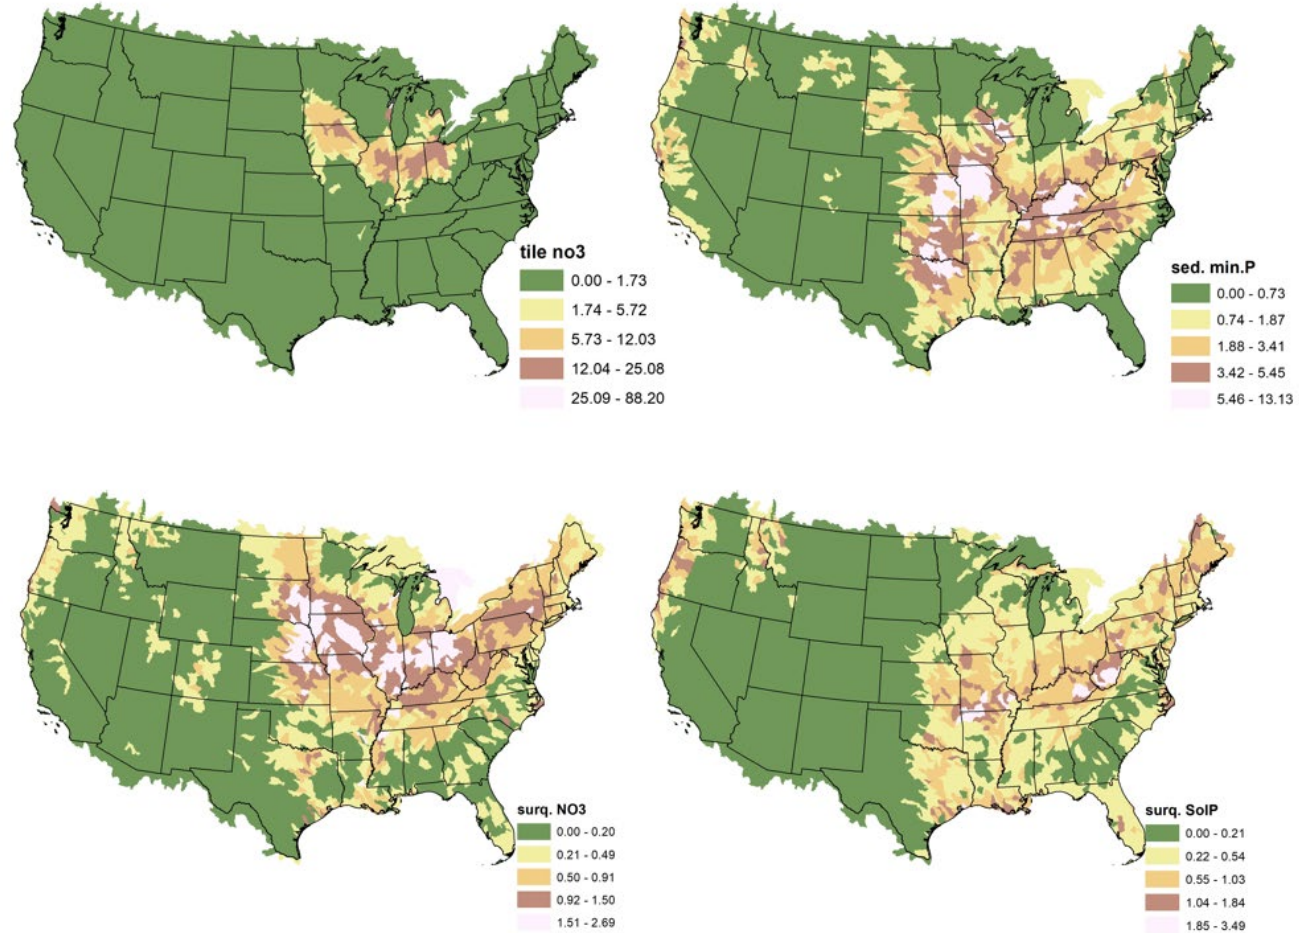 tile no3
0.00 - 1.73
1.74 - 5.72
5.73 - 12.03
12.04 - 25.08
25.09 - 88.20
sed. min.P
0.00 - 0.73
0.74 - 1.87
1.88 - 3.41
3.42 - 5.45
5.46 - 13.13
surq. NO3
0.00 - 0.20
0.21 - 0.49
0.50 - 0.91
0.92 - 1.50
1.51 - 2.69
surq. SolP
0.00 - 0.21
0.22 - 0.54
0.55 - 1.03
1.04 - 1.84
1.85 - 3.49